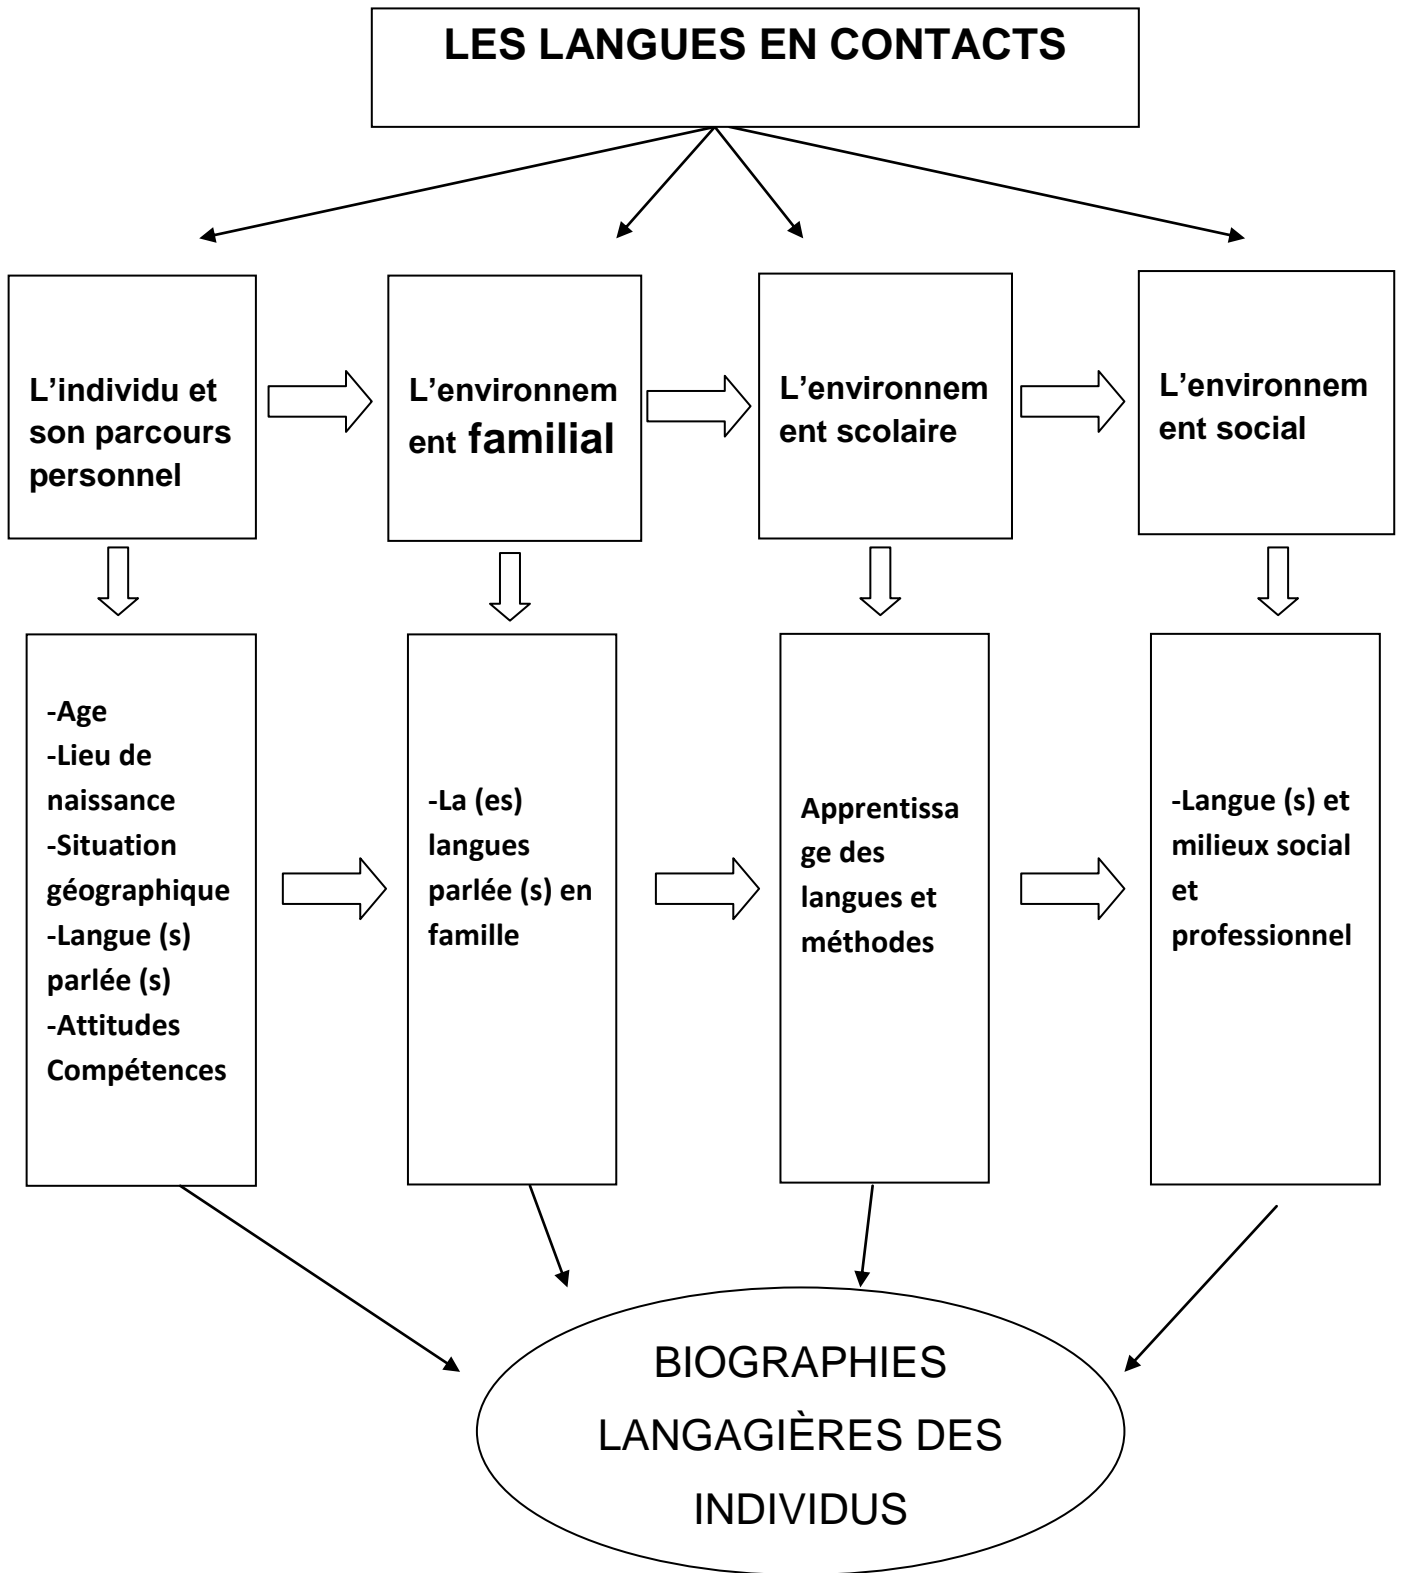 LES LANGUES EN CONTACTS
L’individu et
son parcours
personnel
L’environnem
ent familial
L’environnem
ent scolaire
L’environnem
ent social
-Age
-Lieu de
naissance
-Situation
géographique
-Langue (s)
parlée (s)
-Attitudes
Compétences
-La (es)
langues
parlée (s) en
famille
Apprentissa
ge des
langues et
méthodes
-Langue (s) et
milieux social
et
professionnel
BIOGRAPHIES
LANGAGIÈRES DES
INDIVIDUS